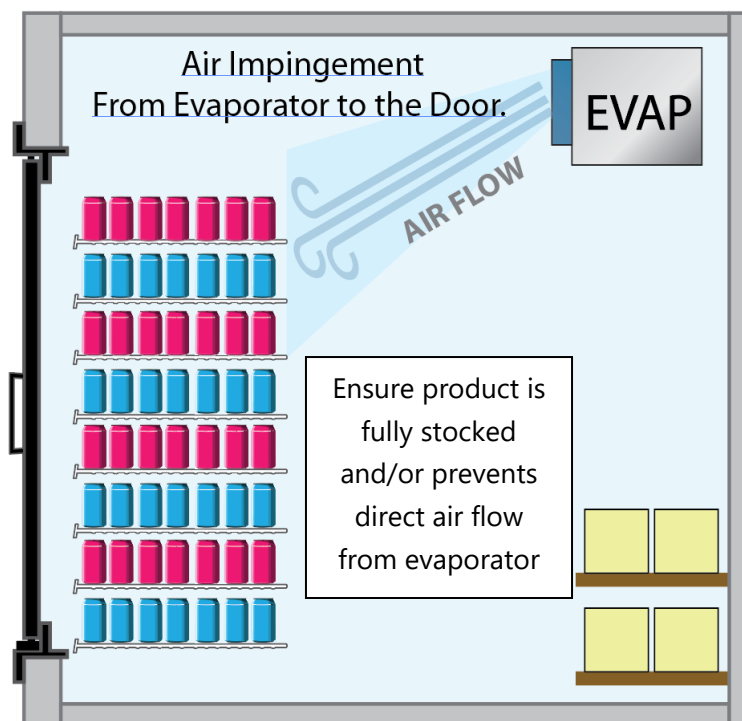 Air Impingement
From Evaporator to the Door.
EVAP
AIR FLOW
Ensure product is
fully stocked
and/or prevents
direct air flow
from evaporator